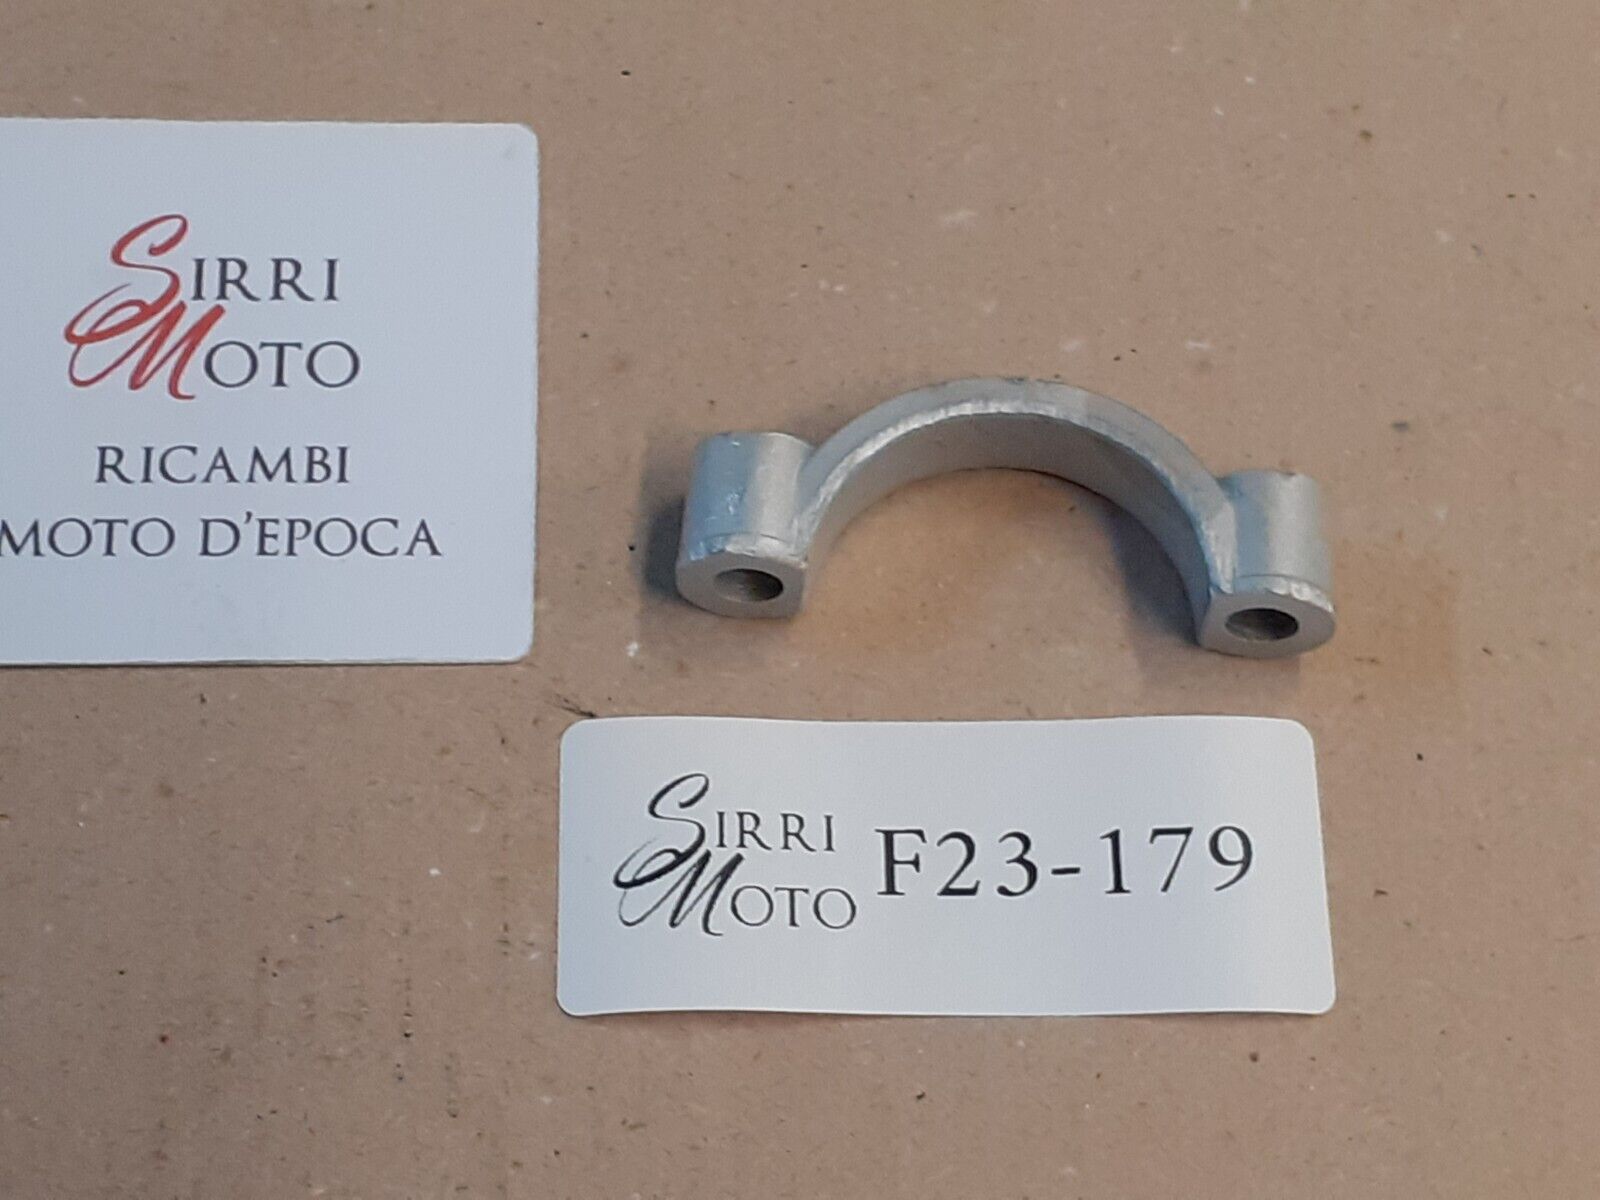 SIRRI
MOTO
RICAMBI
MOTO D'EPOCA
SIRRI
MOTO
F23-179